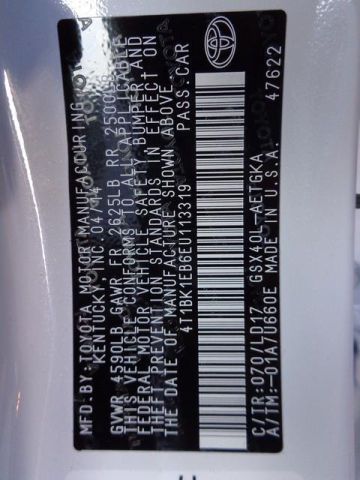 MFD.BY:TOYOTA MOTOR MANUFACTURING
KENTUCKY, INC 04/14
GVWR 4590LB GAWR FR 2625LB RR 2500LB
THIS VEHICLE CONFORMS TO ALL APPLICABLE
FEDERAL MOTOR VEHICLE SAFETY, BUMPER AND
THEFT PREVENTION STANDARDS IN EFFECT ON
THE DATE OF MANUFACTURE SHOWN ABOVE.
4T1BK1EB6EU113319 PASS.CAR
TOYOTA
C/TR:070/LD17 GSX40L-AETGKA
A/TM:-01A/U660E MADE IN U.S.A. 47622